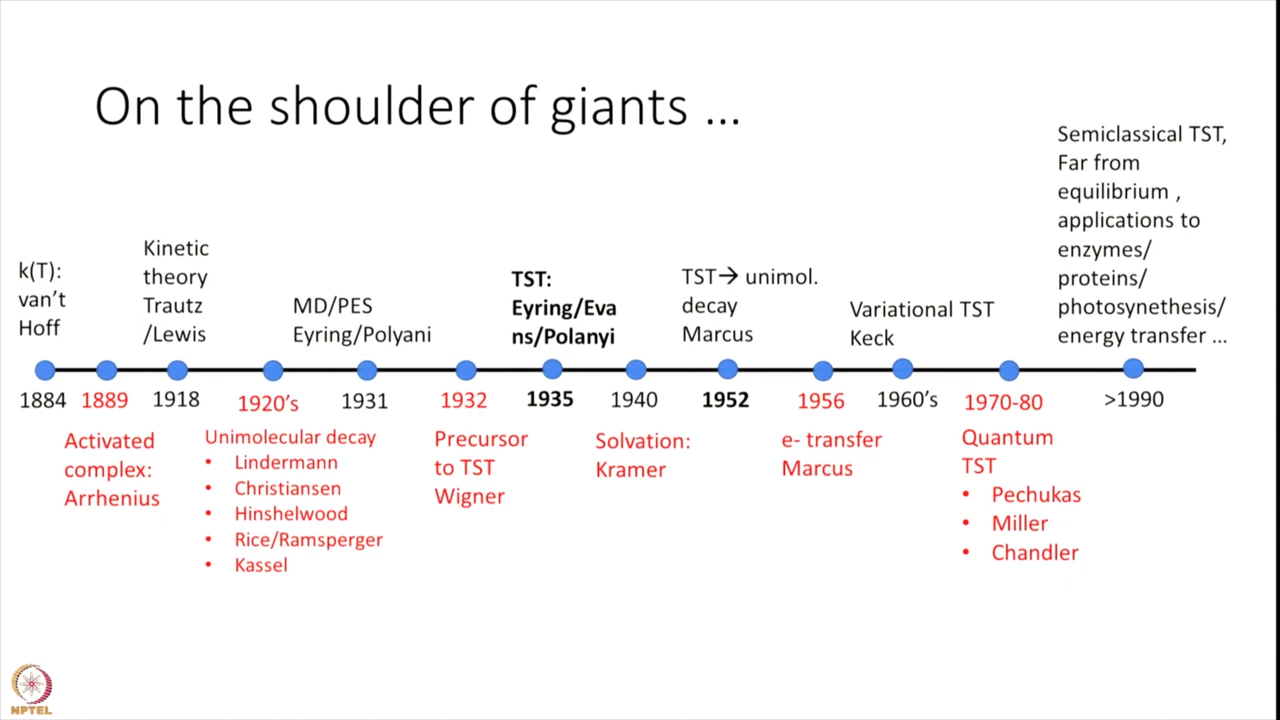 On the shoulder of giants ...
k(T):
van't
Hoff
1884
1889
Activated
complex:
Arrhenius
Kinetic
theory
Trautz
/Lewis
1918
1920's
Unimolecular decay
• Lindermann
• Christiansen
• Hinshelwood
• Rice/Ramsperger
• Kassel
MD/PES
Eyring/Polyani
1931
1932
Precursor
to TST
Wigner
TST:
Eyring/Eva
ns/Polanyi
1935
1940
Solvation:
Kramer
TST→ unimol.
decay
Marcus
1952
1956
e- transfer
Marcus
Variational TST
Keck
1960's
1970-80
Quantum
TST
• Pechukas
• Miller
• Chandler
Semiclassical TST,
Far from
equilibrium ,
applications to
enzymes/
proteins/
photosynethesis/
energy transfer ...
>1990
NPTEL